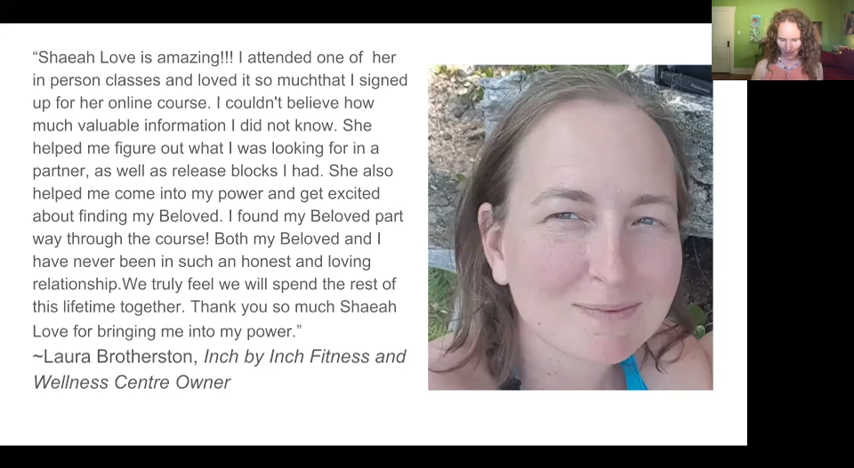 “Shaeah Love is amazing!!! I attended one of  her
in person classes and loved it so muchthat I signed
up for her online course. I couldn't believe how
much valuable information I did not know. She
helped me figure out what I was looking for in a
partner, as well as release blocks I had. She also
helped me come into my power and get excited
about finding my Beloved. I found my Beloved part
way through the course! Both my Beloved and I
have never been in such an honest and loving
relationship.We truly feel we will spend the rest of
this lifetime together. Thank you so much Shaeah
Love for bringing me into my power.”
~Laura Brotherston, Inch by Inch Fitness and
Wellness Centre Owner